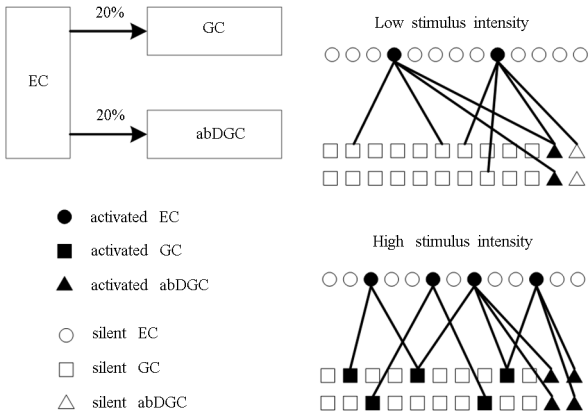 20%
GC
EC
20%
abDGC
activated EC
activated GC
activated abDGC
silent EC
silent GC
silent abDGC
Low stimulus intensity
High stimulus intensity